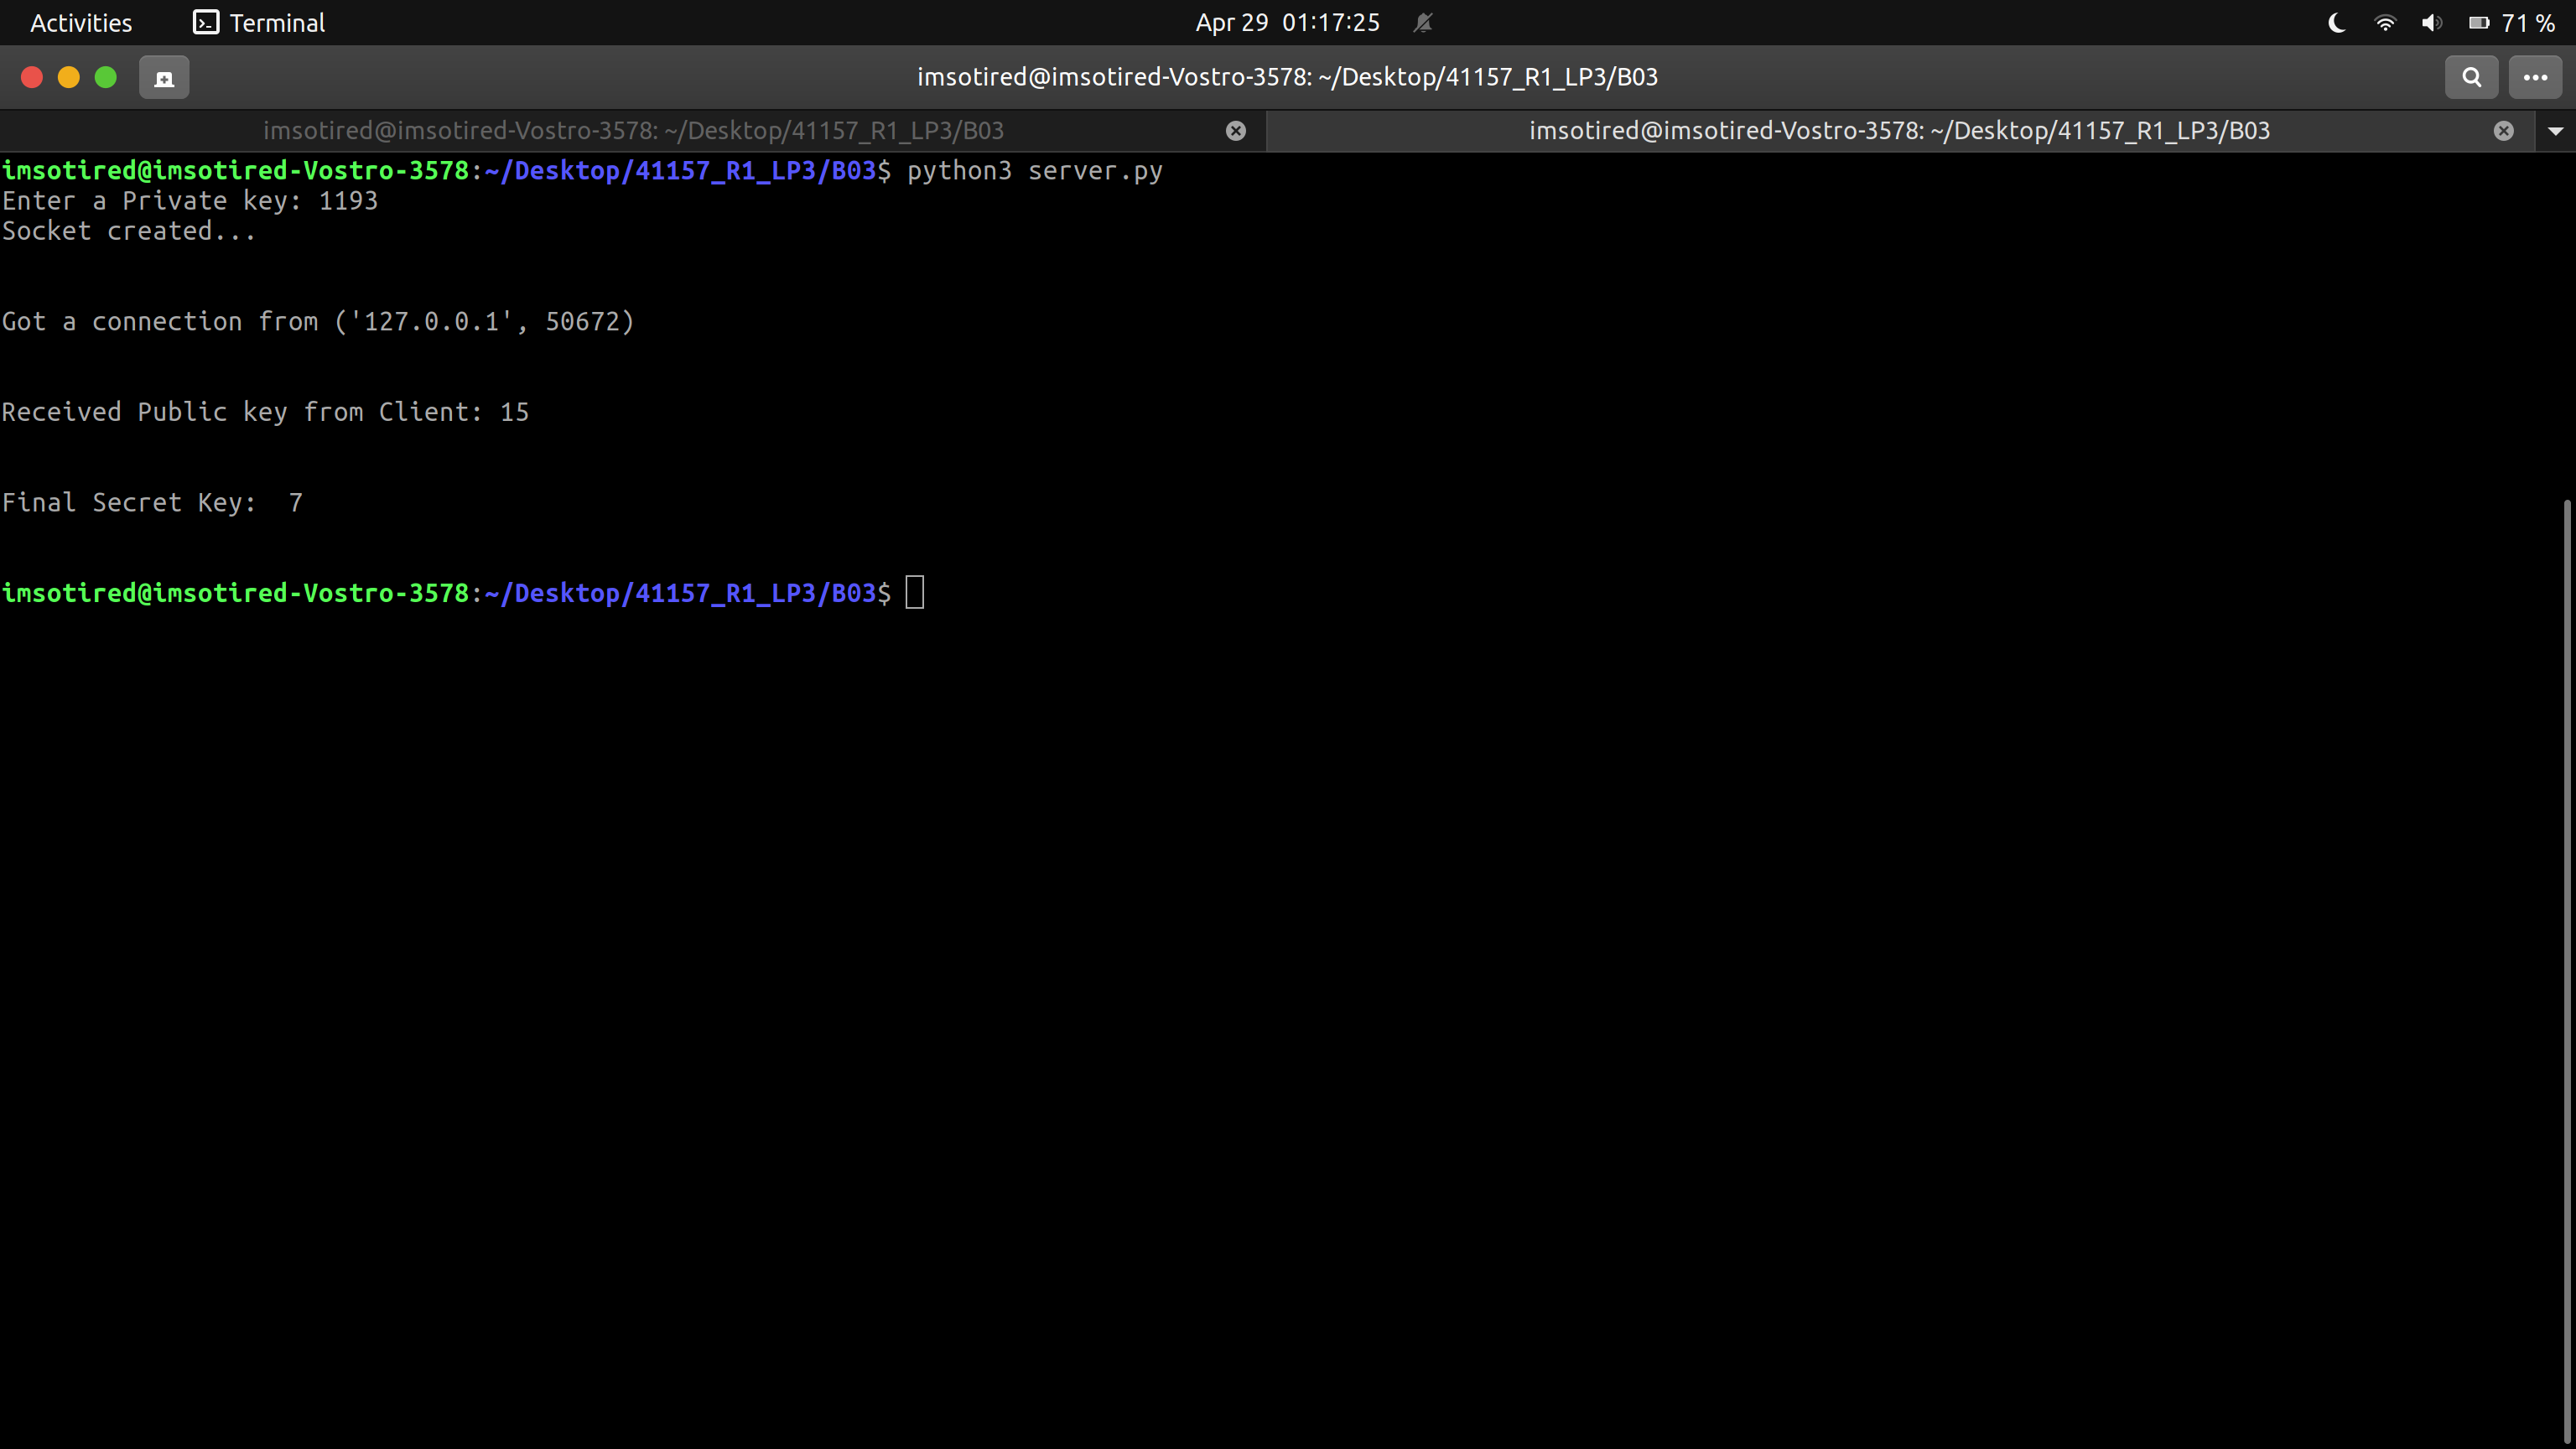 Activities Terminal Apr 29 01:17:25 71 %
imsotired@imsotired-Vostro-3578: ~/Desktop/41157_R1_LP3/B03
imsotired@imsotired-Vostro-3578: ~/Desktop/41157_R1_LP3/B03 imsotired@imsotired-Vostro-3578: ~/Desktop/41157_R1_LP3/B03
imsotired@imsotired-Vostro-3578:~/Desktop/41157_R1_LP3/B03$ python3 server.py
Enter a Private key: 1193
Socket created...
Got a connection from ('127.0.0.1', 50672)
Received Public key from Client: 15
Final Secret Key:  7
imsotired@imsotired-Vostro-3578:~/Desktop/41157_R1_LP3/B03$